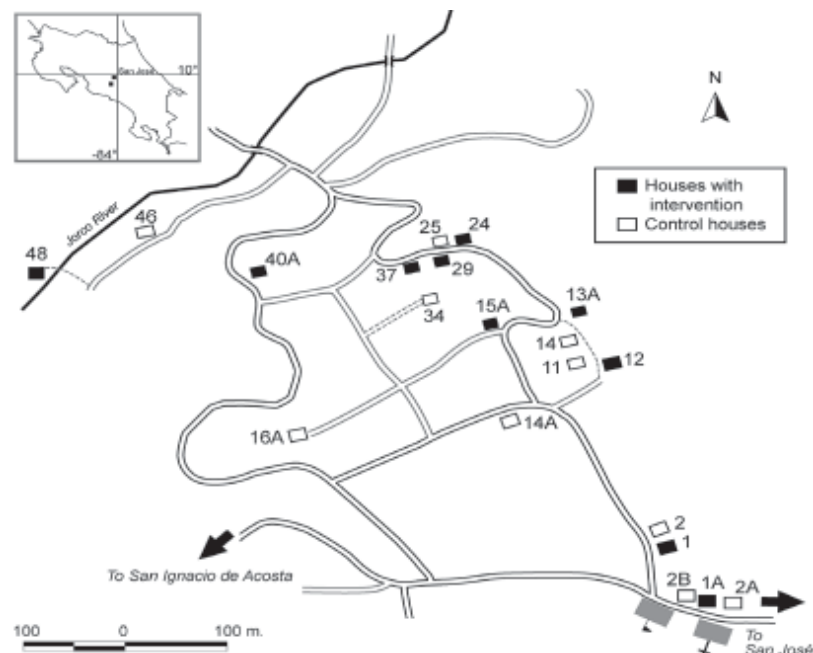 San José
10°
-84°
N
Houses with
intervention
Control houses
Jorco River
46
48
25
24
40A
37
29
34
15A
13A
14
11
12
16A
14A
2
1
2B
1A
2A
To San Ignacio de Acosta
To
San José
100
0
100 m.